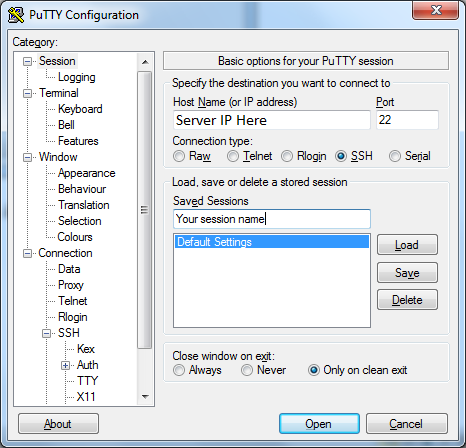 PuTTY Configuration
Category:
Session
Logging
Terminal
Keyboard
Bell
Features
Window
Appearance
Behaviour
Translation
Selection
Colours
Connection
Data
Proxy
Telnet
Rlogin
SSH
Kex
Auth
TTY
X11
Basic options for your PuTTY session
Specify the destination you want to connect to
Host Name (or IP address) Port
Server IP Here 22
Connection type:
Raw Telnet Rlogin SSH Serial
Load, save or delete a stored session
Saved Sessions
Your session name
Default Settings
Load
Save
Delete
Close window on exit:
Always Never Only on clean exit
About Open Cancel